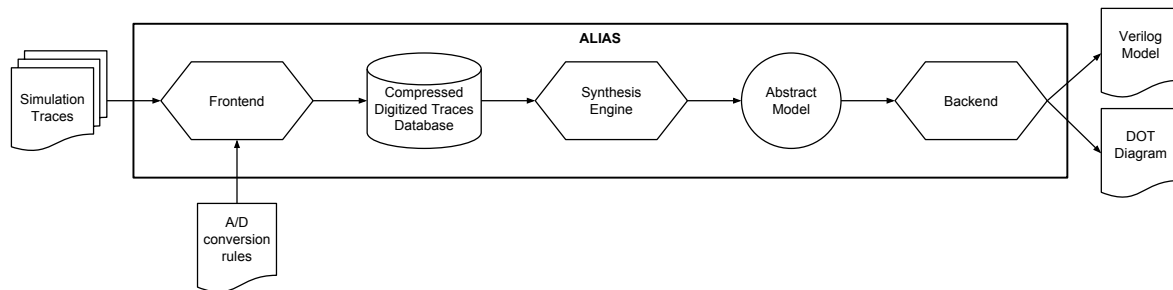 ALIAS
Simulation
Traces
Frontend
Compressed
Digitized Traces
Database
Synthesis
Engine
Abstract
Model
Backend
Verilog
Model
DOT
Diagram
A/D
conversion
rules